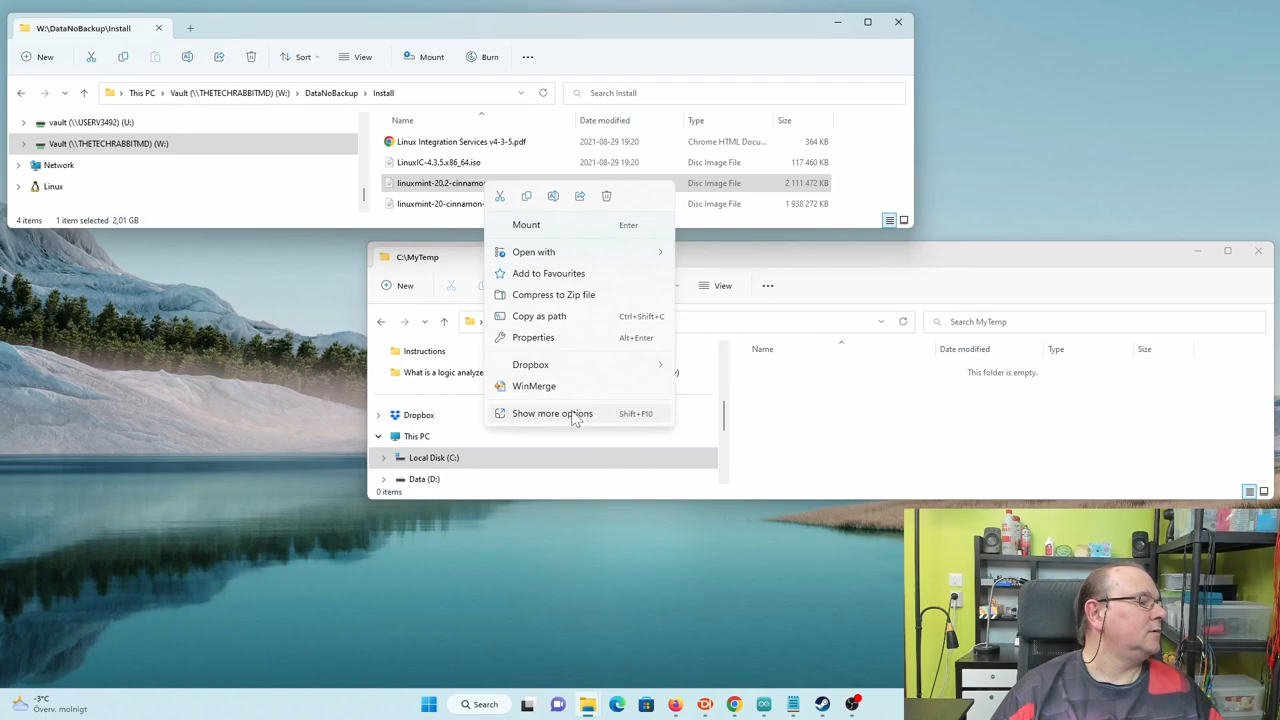 W:\DataNoBackup\Install
New
Sort
View
Mount
Burn
This PC
Vault (\\THETECHRABBITMD) (W:)
DataNoBackup
Install
Search Install
vault (\\USERV3492) (U:)
Vault (\\THETECHRABBITMD) (W:)
Network
Linux
Name
Date modified
Type
Size
Linux Integration Services v4-3-5.pdf
2021-08-29 19:20
Chrome HTML Docu...
364 KB
LinuxIC-4.3.5.x86_64.iso
2021-08-29 19:20
Disc Image File
117 460 KB
linuxmint-20.2-cinnamo
Disc Image File
2 111 472 KB
linuxmint-20-cinnamon-
Disc Image File
1 938 272 KB
4 items
1 item selected 2,01 GB
Mount
Enter
Open with
Add to Favourites
Compress to Zip file
Copy as path
Ctrl+Shift+C
Properties
Alt+Enter
Dropbox
WinMerge
Show more options
Shift+F10
C:\MyTemp
New
View
Search MyTemp
Instructions
What is a logic analyze
Dropbox
This PC
Local Disk (C:)
Data (D:)
Name
Date modified
Type
Size
This folder is empty.
0 items
-3°C
Överv. molnigt
Search